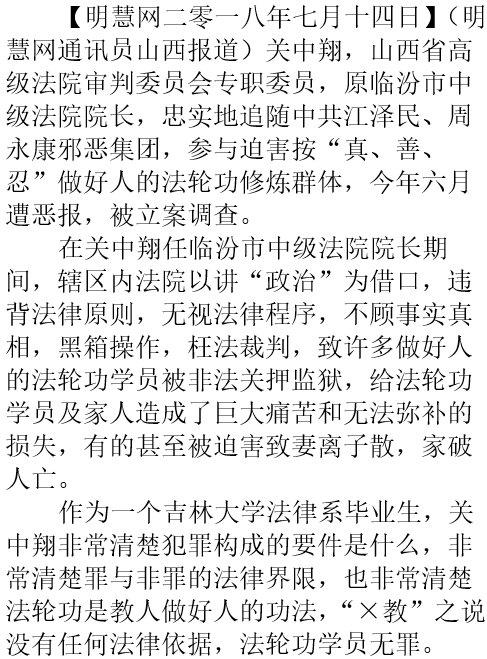 【明慧网二零一八年七月十四日】（明
慧网通讯员山西报道）关中翔，山西省高
级法院审判委员会专职委员，原临汾市中
级法院院长，忠实地追随中共江泽民、周
永康邪恶集团，参与迫害按“真、善、
忍”做好人的法轮功修炼群体，今年六月
遭恶报，被立案调查。
在关中翔任临汾市中级法院院长期
间，辖区内法院以讲“政治”为借口，违
背法律原则，无视法律程序，不顾事实真
相，黑箱操作，枉法裁判，致许多做好人
的法轮功学员被非法关押监狱，给法轮功
学员及家人造成了巨大痛苦和无法弥补的
损失，有的甚至被迫害致妻离子散，家破
人亡。
作为一个吉林大学法律系毕业生，关
中翔非常清楚犯罪构成的要件是什么，非
常清楚罪与非罪的法律界限，也非常清楚
法轮功是教人做好人的功法，“×教”之说
没有任何法律依据，法轮功学员无罪。